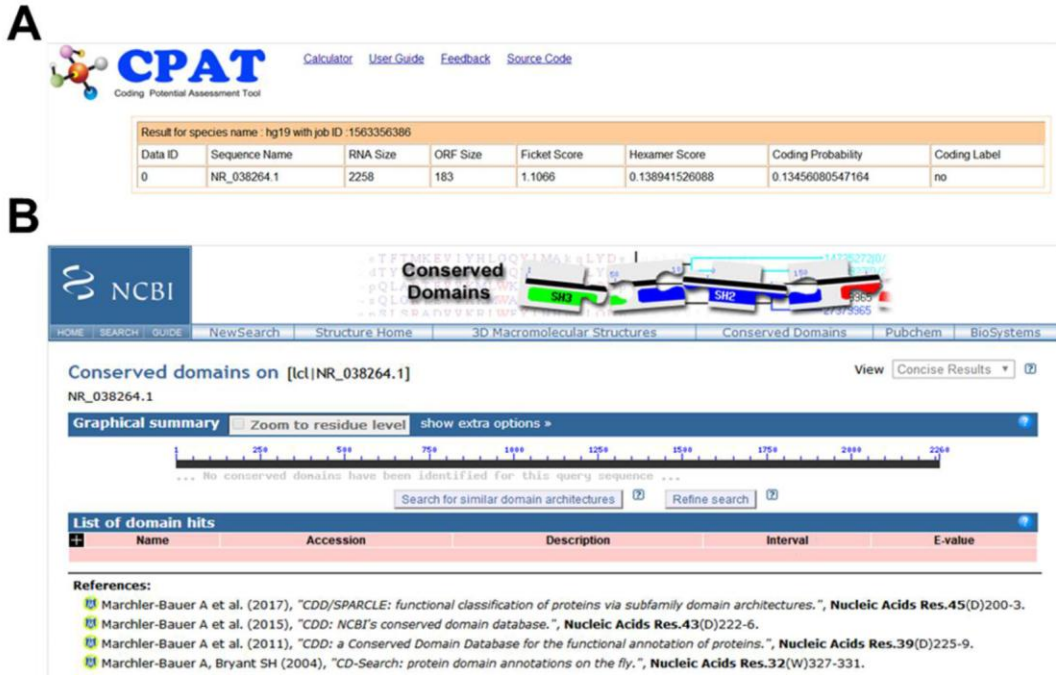 A
CPAT
Coding Potential Assessment Tool
Calculator User Guide Feedback Source Code
Result for species name : hg19 with job ID :1563356386
Data ID Sequence Name RNA Size ORF Size Ficket Score Hexamer Score Coding Probability Coding Label
0 NR_038264.1 2258 183 1.1066 0.138941526088 0.13456080547164 no
B
NCBI
Conserved
Domains
SH3 SH2
HOME SEARCH GUIDE NewSearch Structure Home 3D Macromolecular Structures Conserved Domains Pubchem BioSystems
Conserved domains on [lcl|NR_038264.1]
View Concise Results
NR_038264.1
Graphical summary Zoom to residue level show extra options »
1 250 500 750 1000 1250 1500 1750 2000 2260
... No conserved domains have been identified for this query sequence ...
Search for similar domain architectures Refine search
List of domain hits
Name Accession Description Interval E-value
References:
Marchler-Bauer A et al. (2017), "CDD/SPARCLE: functional classification of proteins via subfamily domain architectures.", Nucleic Acids Res.45(D)200-3.
Marchler-Bauer A et al. (2015), "CDD: NCBI's conserved domain database.", Nucleic Acids Res.43(D)222-6.
Marchler-Bauer A et al. (2011), "CDD: a Conserved Domain Database for the functional annotation of proteins.", Nucleic Acids Res.39(D)225-9.
Marchler-Bauer A, Bryant SH (2004), "CD-Search: protein domain annotations on the fly.", Nucleic Acids Res.32(W)327-331.